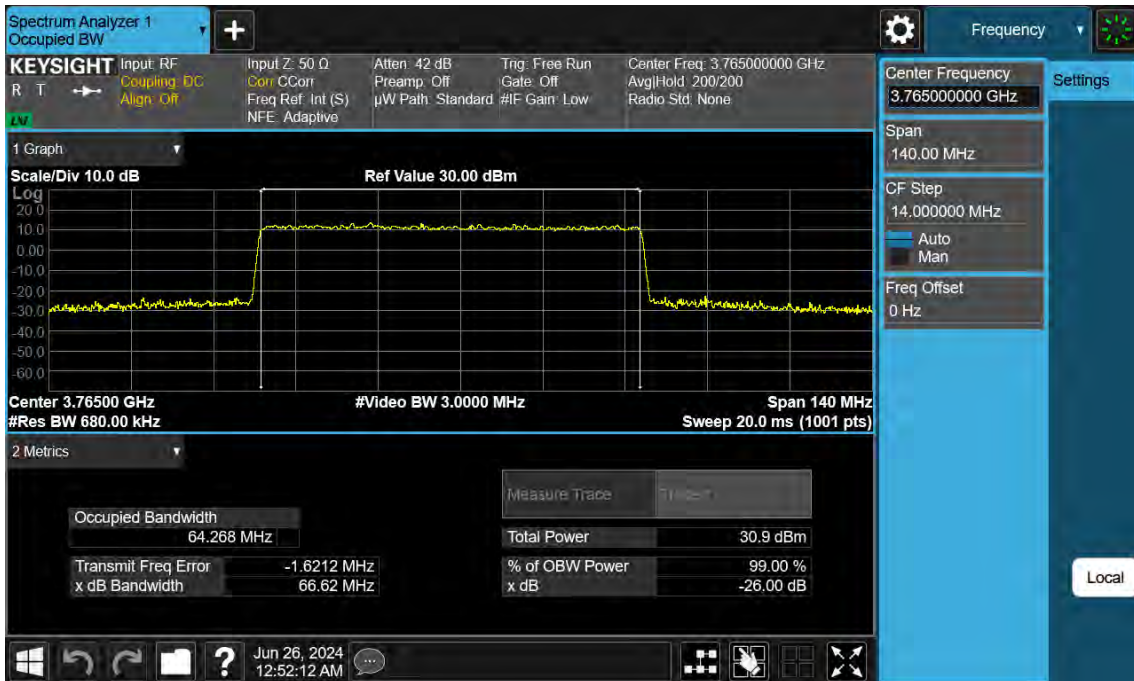 Spectrum Analyzer 1
Occupied BW
+
Frequency
KEYSIGHT
R T
LXI
Input: RF
Coupling: DC
Align: Off
Input Z: 50 Ω
Corr CCorr
Freq Ref: Int (S)
NFE: Adaptive
Atten: 42 dB
Preamp: Off
µW Path: Standard
Trig: Free Run
Gate: Off
#IF Gain: Low
Center Freq: 3.765000000 GHz
Avg|Hold: 200/200
Radio Std: None
Center Frequency
3.765000000 GHz
Settings
Span
140.00 MHz
CF Step
14.000000 MHz
Auto
Man
Freq Offset
0 Hz
Local
1 Graph
Scale/Div 10.0 dB
Ref Value 30.00 dBm
Log
20.0
10.0
0.00
-10.0
-20.0
-30.0
-40.0
-50.0
-60.0
Center 3.76500 GHz
#Video BW 3.0000 MHz
Span 140 MHz
#Res BW 680.00 kHz
Sweep 20.0 ms (1001 pts)
2 Metrics
Measure Trace
Trace 1
Occupied Bandwidth
64.268 MHz
Total Power 30.9 dBm
Transmit Freq Error -1.6212 MHz
% of OBW Power 99.00 %
x dB Bandwidth 66.62 MHz
x dB -26.00 dB
?
Jun 26, 2024
12:52:12 AM